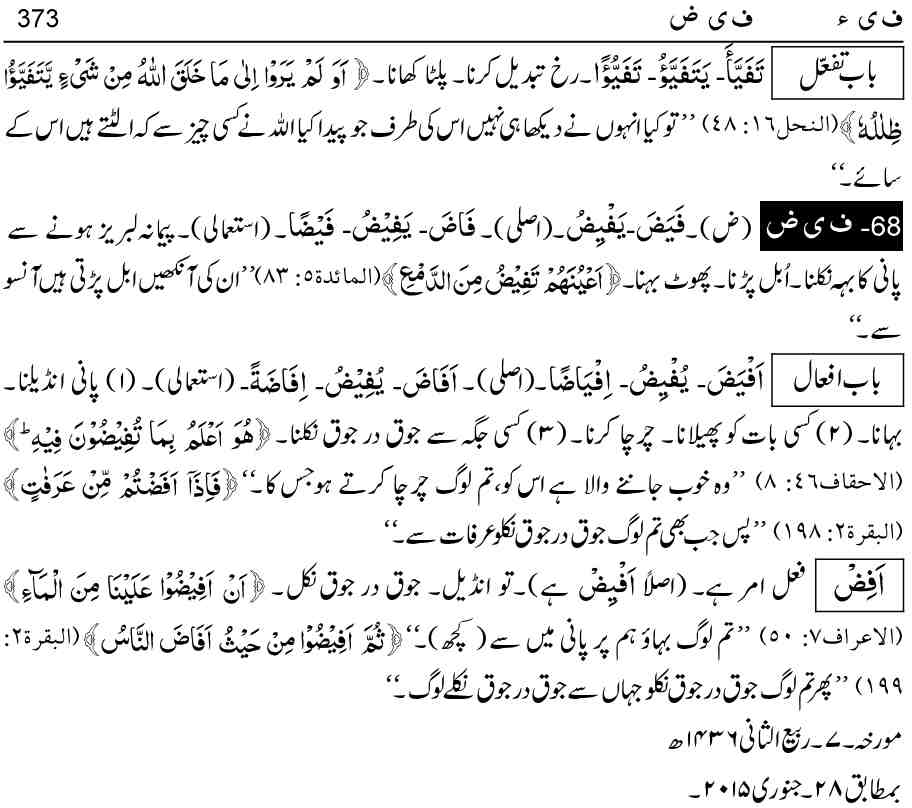 ف ی ء ف ی ض 373
باب تفعّل تَفَیَّأَ۔ یَتَفَیَّؤُ۔ تَفَیُّؤًا۔ رخ تبدیل کرنا۔ پلٹا کھانا۔ ﴿ اَوَ لَمْ یَرَوْا اِلٰی مَا خَلَقَ اللّٰہُ مِنْ شَیْءٍ یَّتَفَیَّؤُا
ظِلٰلُہٗ﴾ (النحل۱۶: ۴۸) ’’تو کیا انہوں نے دیکھا ہی نہیں اس کی طرف جو پیدا کیا اللہ نے کسی چیز سے کہ الٹتے ہیں اس کے
سائے۔‘‘
68- ف ی ض (ض)۔ فَیَضَ۔ یَفْیِضُ۔ (اصلی)۔ فَاضَ۔ یَفِیْضُ۔ فَیْضًا۔ (استعمالی)۔ پیمانہ لبریز ہونے سے
پانی کا بہہ نکلنا۔ اُبل پڑنا۔ پھوٹ بہنا۔ ﴿ اَعْیُنَھُمْ تَفِیْضُ مِنَ الدَّمْعِ﴾ (المائدۃ۵: ۸۳) ’’ان کی آنکھیں ابل پڑتی ہیں آنسو
سے۔‘‘
باب افعال اَفْیَضَ۔ یُفْیِضُ۔ اِفْیَاضًا۔ (اصلی)۔ اَفَاضَ۔ یُفِیْضُ۔ اِفَاضَۃً۔ (استعمالی)۔ (۱) پانی انڈیلنا۔
بہانا۔ (۲) کسی بات کو پھیلانا۔ چرچا کرنا۔ (۳) کسی جگہ سے جوق در جوق نکلنا۔ ﴿ ھُوَ اَعْلَمُ بِمَا تُفِیْضُوْنَ فِیْہِ ؕ﴾
(الاحقاف۴۶: ۸) ’’وہ خوب جاننے والا ہے اس کو، تم لوگ چرچا کرتے ہو جس کا۔‘‘ ﴿ فَاِذَآ اَفَضْتُمْ مِّنْ عَرَفٰتٍ﴾
(البقرۃ۲: ۱۹۸) ’’پس جب بھی تم لوگ جوق در جوق نکلو عرفات سے۔‘‘
اَفِضْ فعل امر ہے۔ (اصلاً اَفْیِضْ ہے)۔ تو انڈیل۔ جوق در جوق نکل۔ ﴿ اَنْ اَفِیْضُوْا عَلَیْنَا مِنَ الْمَآءِ﴾
(الاعراف۷: ۵۰) ’’تم لوگ بہاؤ ہم پر پانی میں سے (کچھ)۔‘‘ ﴿ ثُمَّ اَفِیْضُوْا مِنْ حَیْثُ اَفَاضَ النَّاسُ﴾ (البقرۃ۲:
۱۹۹) ’’پھر تم لوگ جوق در جوق نکلو جہاں سے جوق در جوق نکلے لوگ۔‘‘
مورخہ۔ ۷۔ ربیع الثانی ۱۴۳۶ھ
بمطابق ۲۸۔ جنوری ۲۰۱۵۔